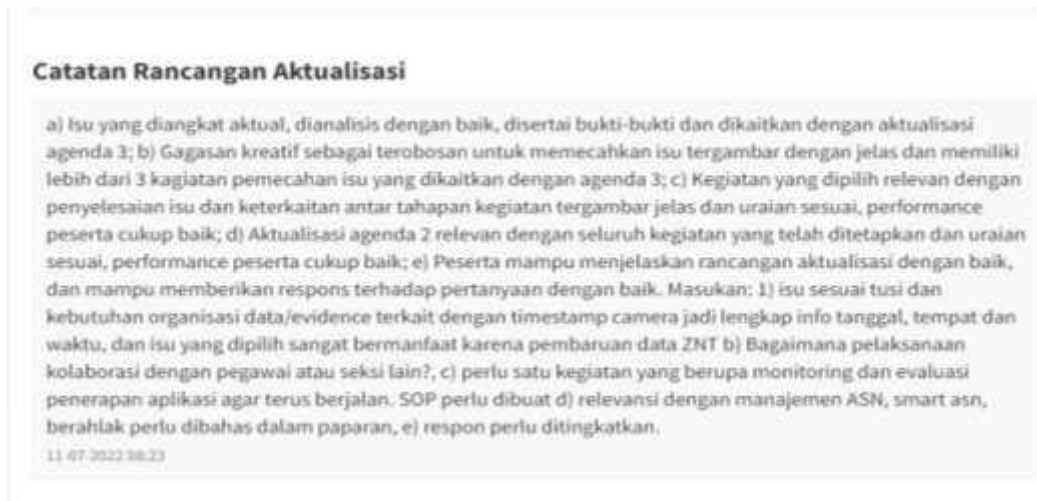 Catatan Rancangan Aktualisasi
a) Isu yang diangkat aktual, dianalisis dengan baik, disertai bukti-bukti dan dikaitkan dengan aktualisasi
agenda 3; b) Gagasan kreatif sebagai terobosan untuk memecahkan isu tergambar dengan jelas dan memiliki
lebih dari 3 kagiatan pemecahan isu yang dikaitkan dengan agenda 3; c) Kegiatan yang dipilih relevan dengan
penyelesaian isu dan keterkaitan antar tahapan kegiatan tergambar jelas dan uraian sesuai, performance
peserta cukup baik; d) Aktualisasi agenda 2 relevan dengan seluruh kegiatan yang telah ditetapkan dan uraian
sesuai, performance peserta cukup baik; e) Peserta mampu menjelaskan rancangan aktualisasi dengan baik,
dan mampu memberikan respons terhadap pertanyaan dengan baik. Masukan: 1) isu sesuai tusi dan
kebutuhan organisasi data/evidence terkait dengan timestamp camera jadi lengkap info tanggal, tempat dan
waktu, dan isu yang dipilih sangat bermanfaat karena pembaruan data ZNT b) Bagaimana pelaksanaan
kolaborasi dengan pegawai atau seksi lain?, c) perlu satu kegiatan yang berupa monitoring dan evaluasi
penerapan aplikasi agar terus berjalan. SOP perlu dibuat d) relevansi dengan manajemen ASN, smart asn,
berahlak perlu dibahas dalam paparan, e) respon perlu ditingkatkan.
11-07-2022 08:23